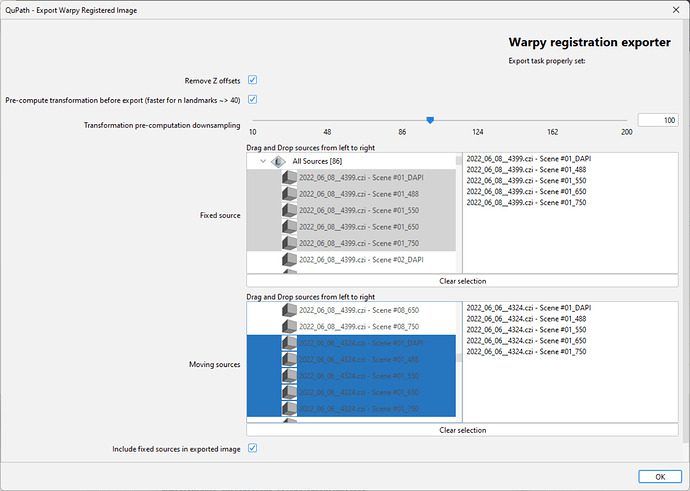 QuPath - Export Warpy Registered Image
Warpy registration exporter
Export task properly set:
Remove Z offsets
Pre-compute transformation before export (faster for n landmarks ~> 40)
Transformation pre-computation downsampling
100
10 48 86 124 162 200
Drag and Drop sources from left to right
Fixed source
All Sources [86]
2022_06_08__4399.czi - Scene #01_DAPI
2022_06_08__4399.czi - Scene #01_488
2022_06_08__4399.czi - Scene #01_550
2022_06_08__4399.czi - Scene #01_650
2022_06_08__4399.czi - Scene #01_750
2022_06_08__4399.czi - Scene #02_DAPI
2022_06_08__4399.czi - Scene #01_DAPI
2022_06_08__4399.czi - Scene #01_488
2022_06_08__4399.czi - Scene #01_550
2022_06_08__4399.czi - Scene #01_650
2022_06_08__4399.czi - Scene #01_750
Clear selection
Drag and Drop sources from left to right
Moving sources
2022_06_08__4399.czi - Scene #08_650
2022_06_08__4399.czi - Scene #08_750
2022_06_06__4324.czi - Scene #01_DAPI
2022_06_06__4324.czi - Scene #01_488
2022_06_06__4324.czi - Scene #01_550
2022_06_06__4324.czi - Scene #01_650
2022_06_06__4324.czi - Scene #01_750
2022_06_06__4324.czi - Scene #01_DAPI
2022_06_06__4324.czi - Scene #01_488
2022_06_06__4324.czi - Scene #01_550
2022_06_06__4324.czi - Scene #01_650
2022_06_06__4324.czi - Scene #01_750
Clear selection
Include fixed sources in exported image
OK